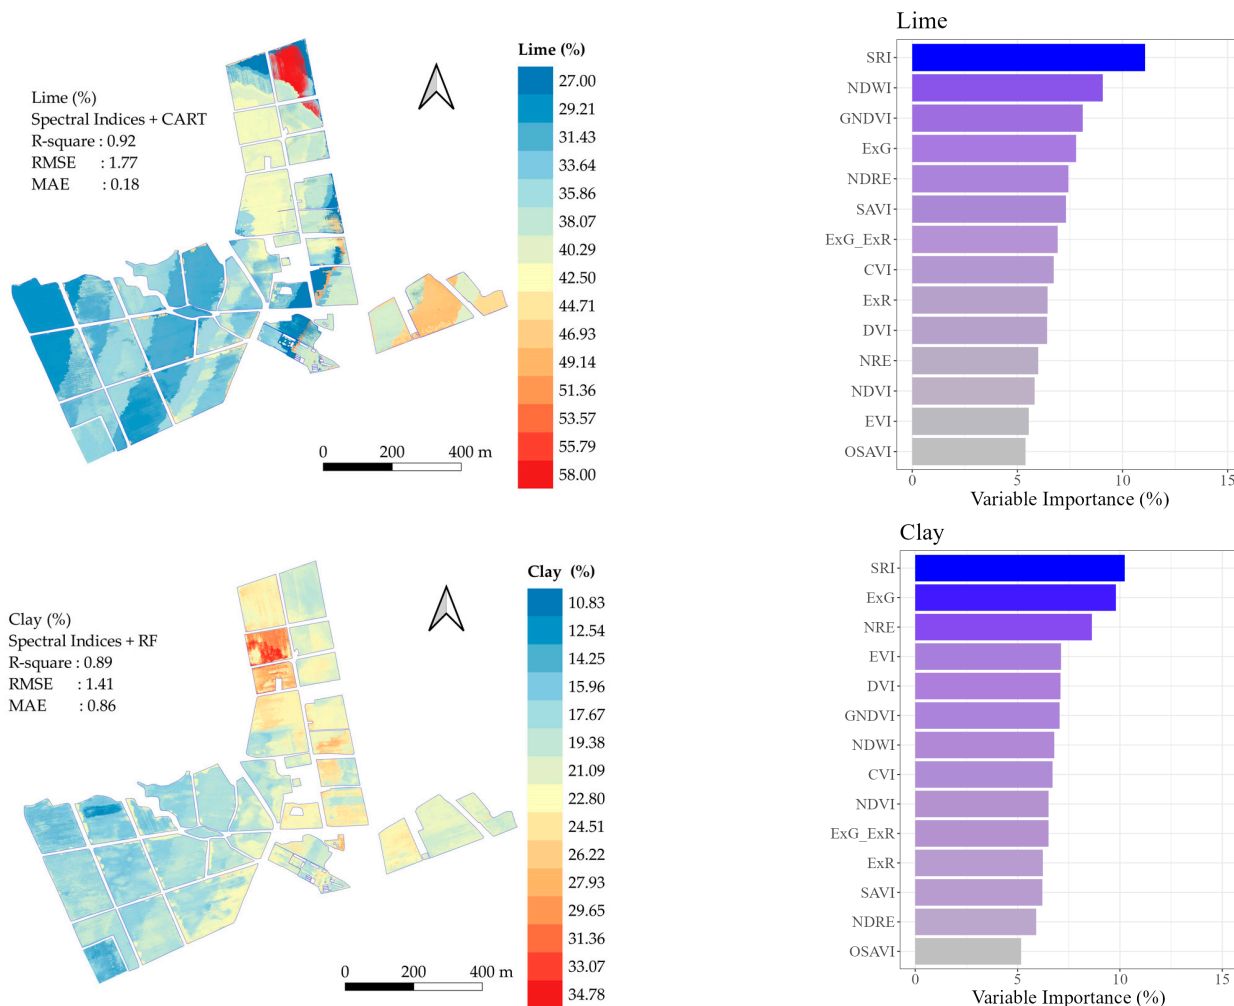 Lime (%)
Spectral Indices + CART
R-square : 0.92
RMSE : 1.77
MAE : 0.18
Lime (%)
27.00
29.21
31.43
33.64
35.86
38.07
40.29
42.50
44.71
46.93
49.14
51.36
53.57
55.79
58.00
0 200 400 m
Lime
SRI
NDWI
GNDVI
ExG
NDRE
SAVI
ExG_ExR
CVI
ExR
DVI
NRE
NDVI
EVI
OSAVI
0 5 10 15
Variable Importance (%)
Clay (%)
Spectral Indices + RF
R-square : 0.89
RMSE : 1.41
MAE : 0.86
Clay (%)
10.83
12.54
14.25
15.96
17.67
19.38
21.09
22.80
24.51
26.22
27.93
29.65
31.36
33.07
34.78
0 200 400 m
Clay
SRI
ExG
NRE
EVI
DVI
GNDVI
NDWI
CVI
NDVI
ExG_ExR
ExR
SAVI
NDRE
OSAVI
0 5 10 15
Variable Importance (%)